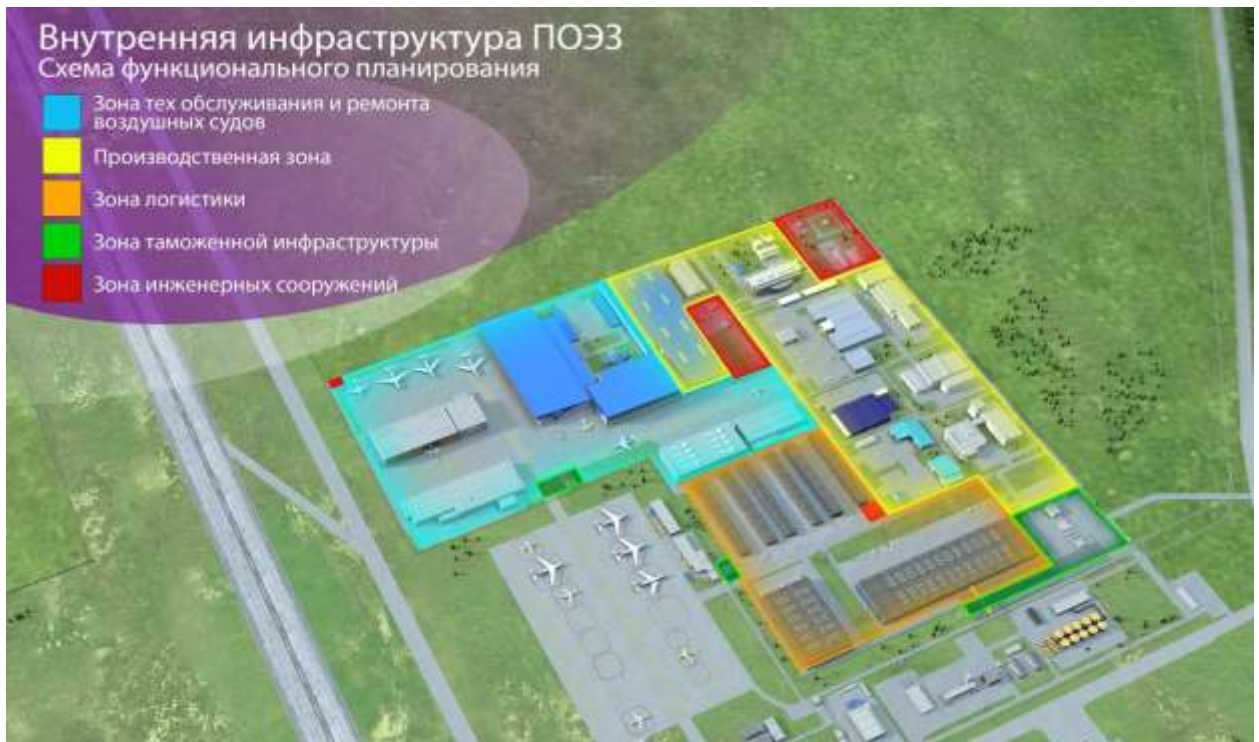 Внутренняя инфраструктура ПОЭЗ
Схема функционального планирования
Зона тех обслуживания и ремонта
воздушных судов
Производственная зона
Зона логистики
Зона таможенной инфраструктуры
Зона инженерных сооружений